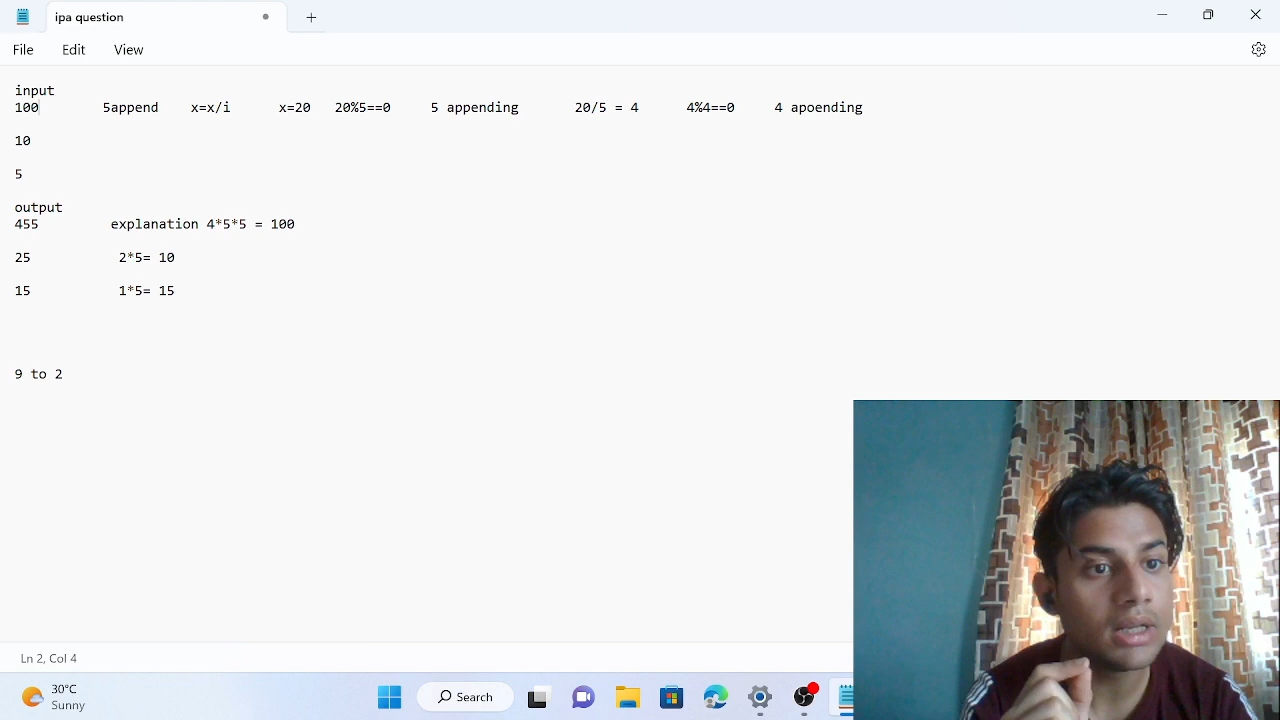 ipa question
File Edit View
input
100 5append x=x/i x=20 20%5==0 5 appending 20/5 = 4 4%4==0 4 apoending
10
5
output
455 explanation 4*5*5 = 100
25 2*5= 10
15 1*5= 15
9 to 2
Ln 2, Col 4
30°C
Sunny
Search